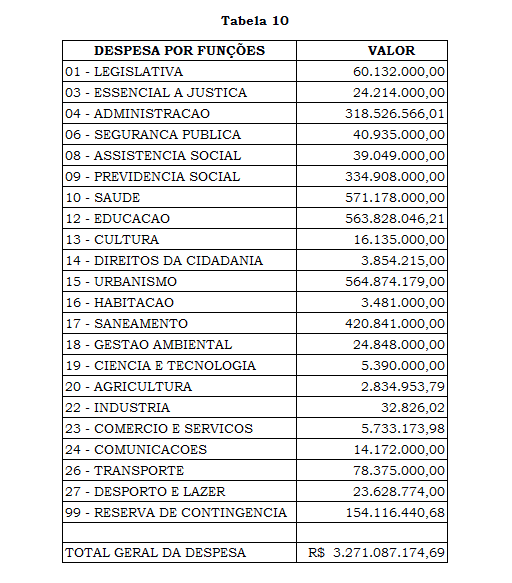 Tabela 10
DESPESA POR FUNÇÕES VALOR
01 - LEGISLATIVA 60.132.000,00
03 - ESSENCIAL A JUSTICA 24.214.000,00
04 - ADMINISTRACAO 318.526.566,01
06 - SEGURANCA PUBLICA 40.935.000,00
08 - ASSISTENCIA SOCIAL 39.049.000,00
09 - PREVIDENCIA SOCIAL 334.908.000,00
10 - SAUDE 571.178.000,00
12 - EDUCACAO 563.828.046,21
13 - CULTURA 16.135.000,00
14 - DIREITOS DA CIDADANIA 3.854.215,00
15 - URBANISMO 564.874.179,00
16 - HABITACAO 3.481.000,00
17 - SANEAMENTO 420.841.000,00
18 - GESTAO AMBIENTAL 24.848.000,00
19 - CIENCIA E TECNOLOGIA 5.390.000,00
20 - AGRICULTURA 2.834.953,79
22 - INDUSTRIA 32.826,02
23 - COMERCIO E SERVICOS 5.733.173,98
24 - COMUNICACOES 14.172.000,00
26 - TRANSPORTE 78.375.000,00
27 - DESPORTO E LAZER 23.628.774,00
99 - RESERVA DE CONTINGENCIA 154.116.440,68
TOTAL GERAL DA DESPESA R$ 3.271.087.174,69